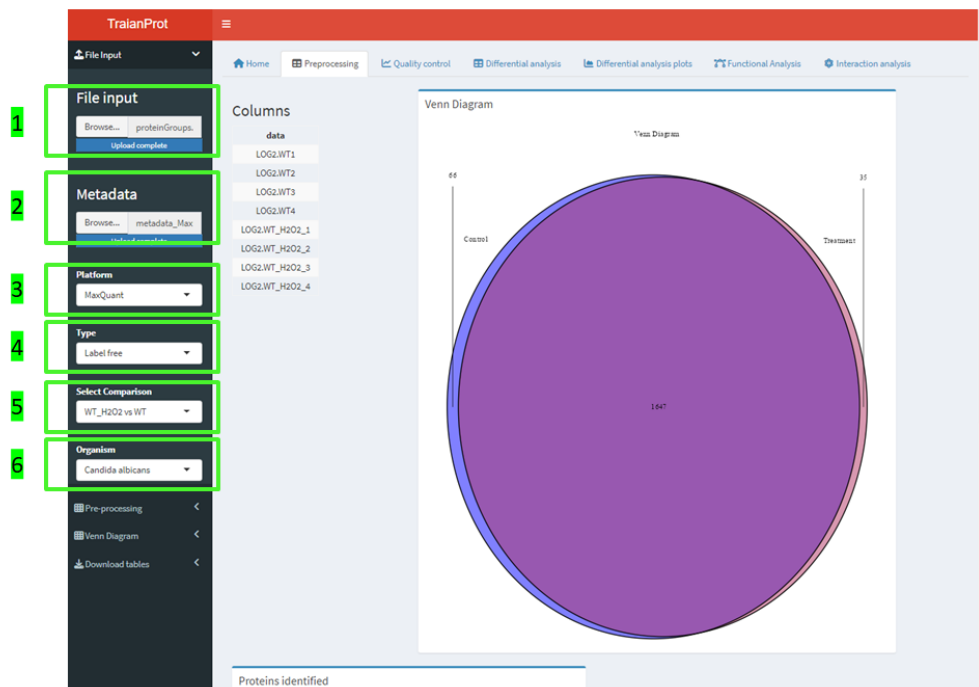 TraianProt
File Input
Home
Preprocessing
Quality control
Differential analysis
Differential analysis plots
Functional Analysis
Interaction analysis
1
File input
Browse... proteinGroups.
Upload complete
2
Metadata
Browse... metadata_Max
Upload complete
3
Platform
MaxQuant
4
Type
Label free
5
Select Comparison
WT_H2O2 vs WT
6
Organism
Candida albicans
Pre-processing
Venn Diagram
Download tables
Columns
data
LOG2.WT1
LOG2.WT2
LOG2.WT3
LOG2.WT4
LOG2.WT_H2O2_1
LOG2.WT_H2O2_2
LOG2.WT_H2O2_3
LOG2.WT_H2O2_4
Venn Diagram
Venn Diagram
66
35
Control
Treatment
1647
Proteins identified